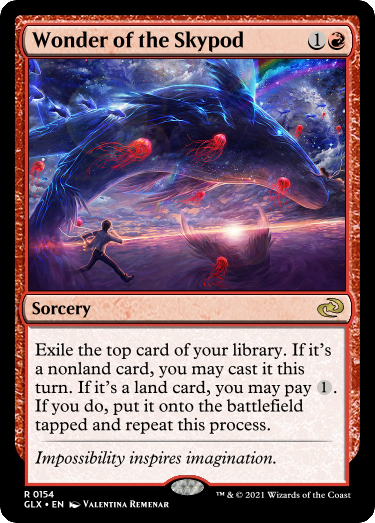 Wonder of the Skypod 1
Sorcery
Exile the top card of your library. If it's
a nonland card, you may cast it this
turn. If it's a land card, you may pay 1.
If you do, put it onto the battlefield
tapped and repeat this process.
Impossibility inspires imagination.
R 0154
GLX • EN Valentina Remenar
™ & © 2021 Wizards of the Coast